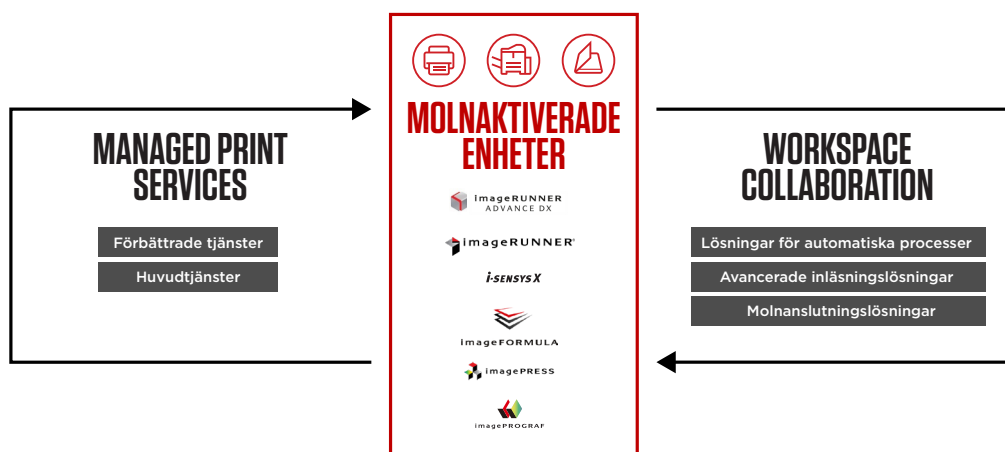 MANAGED PRINT
SERVICES
Förbättrade tjänster
Huvudtjänster
MOLNAKTIVERADE
ENHETER
imageRUNNER
ADVANCE DX
imageRUNNER
i-SENSYS X
imageFORMULA
imagePRESS
imagePROGRAF
WORKSPACE
COLLABORATION
Lösningar för automatiska processer
Avancerade inläsningslösningar
Molnanslutningslösningar